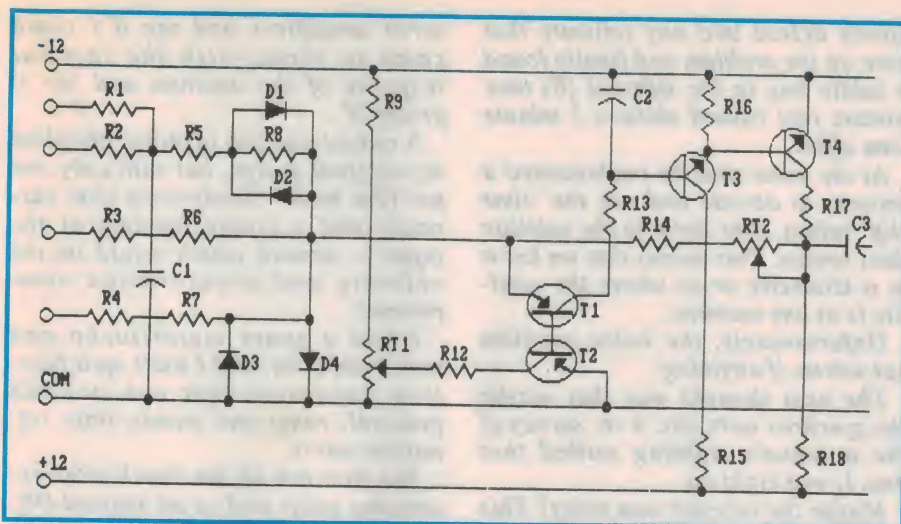 -12
R1
D1
R9
C2
R16
T4
R2
R5
R8
T3
D2
R13
R17
R3
R6
R14
RT2
C3
C1
T1
R4
R7
RT1
R12
T2
D3
D4
COM
+12
R15
R18